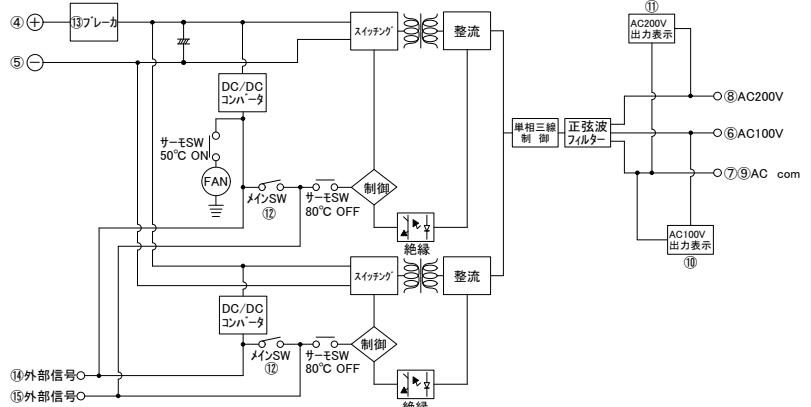 ④
⑬ブレーカ
⑤
スイッチング
整流
DC/DC
コンバータ
サーモSW
50℃ ON
FAN
メインSW
⑫
サーモSW
80℃ OFF
制御
絶縁
⑪
AC200V
出力表示
単相三線
制 御
正弦波
フィルター
⑧AC200V
⑥AC100V
⑦⑨AC com
AC100V
出力表示
⑩
スイッチング
整流
DC/DC
コンバータ
メインSW
⑫
サーモSW
80℃ OFF
制御
絶縁
⑭外部信号
⑮外部信号